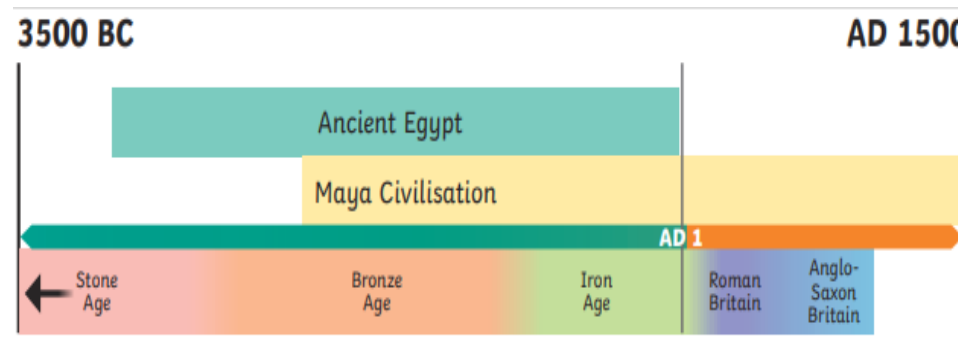 3500 BC
AD 1500
Ancient Egypt
Maya Civilisation
AD 1
Stone
Age
Bronze
Age
Iron
Age
Roman
Britain
Anglo-
Saxon
Britain